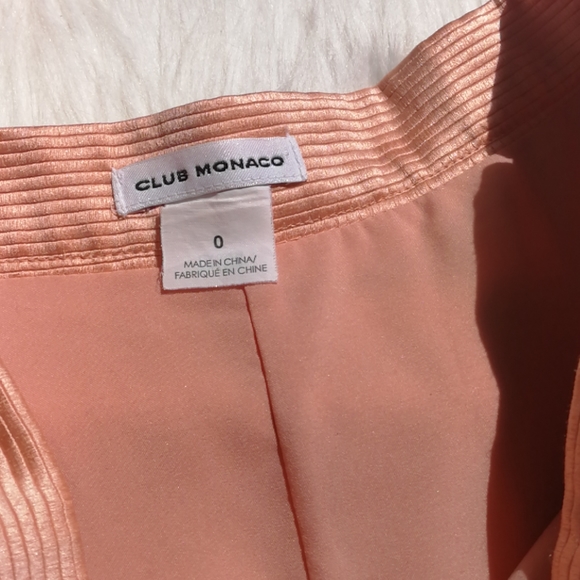 CLUB MONACO
0
MADE IN CHINA/
FABRIQUÉ EN CHINE